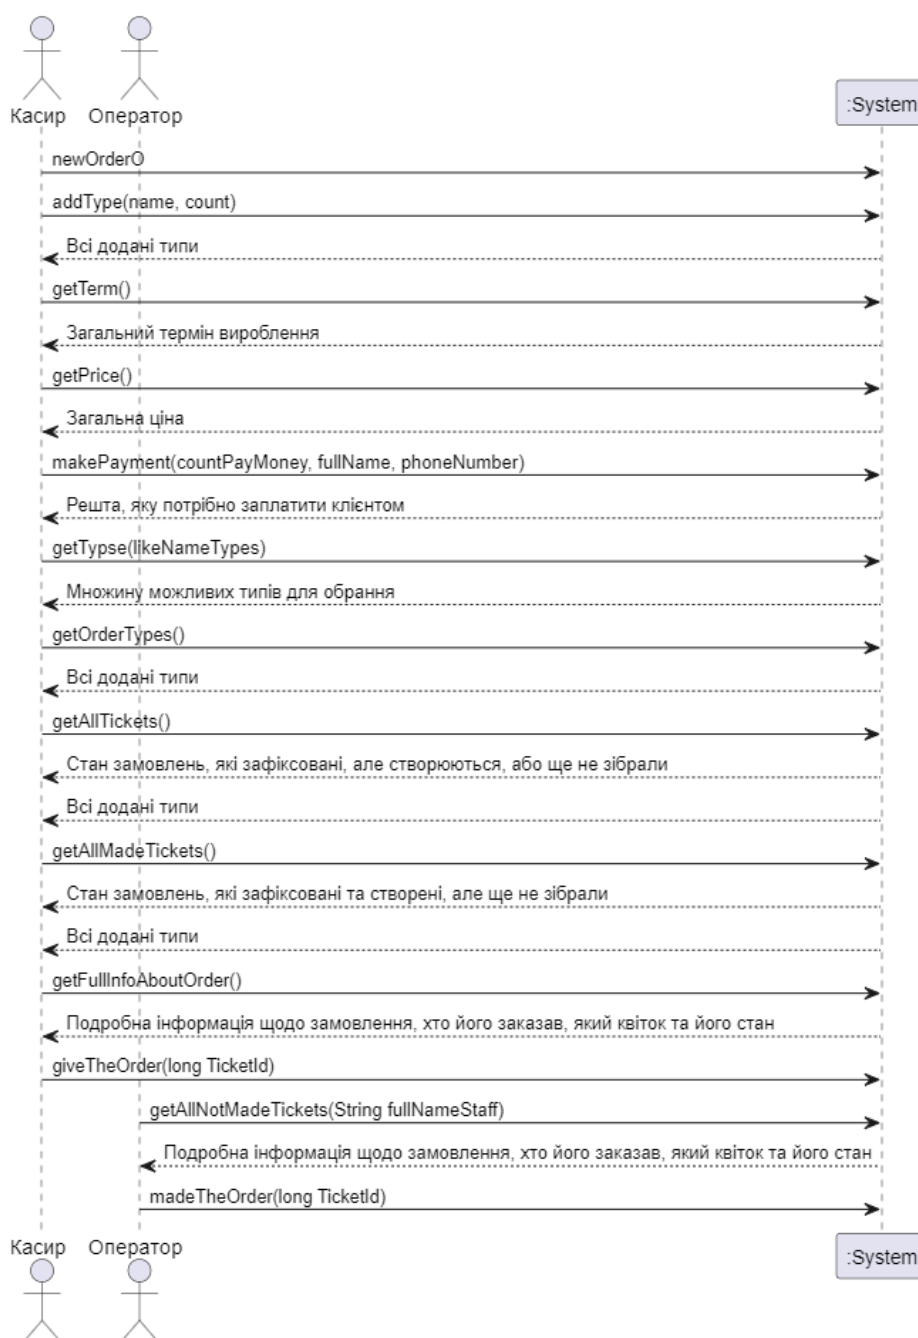 Касир Оператор
:System
newOrderO
addType(name, count)
Всі додані типи
getTerm()
Загальний термін вироблення
getPrice()
Загальна ціна
makePayment(countPayMoney, fullName, phoneNumber)
Решта, яку потрібно заплатити клієнтом
getTypse(likeNameTypes)
Множину можливих типів для обрання
getOrderTypes()
Всі додані типи
getAllTickets()
Стан замовлень, які зафіксовані, але створюються, або ще не зібрали
Всі додані типи
getAllMadeTickets()
Стан замовлень, які зафіксовані та створені, але ще не зібрали
Всі додані типи
getFullInfoAboutOrder()
Подробна інформація щодо замовлення, хто його заказав, який квіток та його стан
giveTheOrder(long TicketId)
getAllNotMadeTickets(String fullNameStaff)
Подробна інформація щодо замовлення, хто його заказав, який квіток та його стан
madeTheOrder(long TicketId)
Касир Оператор
:System